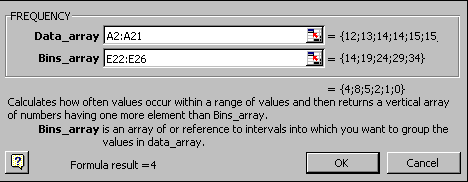 FREQUENCY
Data_array A2:A21 = {12;13;14;14;15;15
Bins_array E22:E26 = {14;19;24;29;34}
= {4;8;5;2;1;0}
Calculates how often values occur within a range of values and then returns a vertical array
of numbers having one more element than Bins_array.
Bins_array is an array of or reference to intervals into which you want to group the
values in data_array.
? Formula result =4 OK Cancel